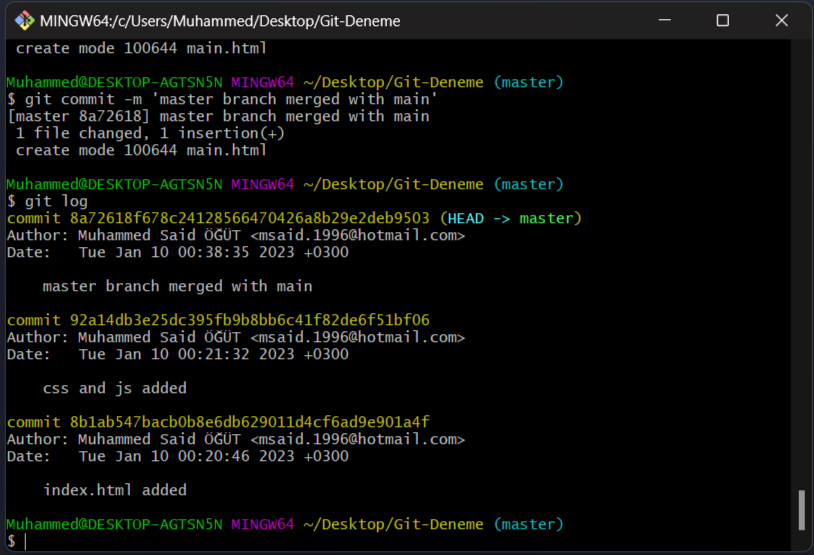 MINGW64:/c/Users/Muhammed/Desktop/Git-Deneme
create mode 100644 main.html
Muhammed@DESKTOP-AGTSN5N MINGW64 ~/Desktop/Git-Deneme (master)
$ git commit -m 'master branch merged with main'
[master 8a72618] master branch merged with main
1 file changed, 1 insertion(+)
create mode 100644 main.html
Muhammed@DESKTOP-AGTSN5N MINGW64 ~/Desktop/Git-Deneme (master)
$ git log
commit 8a72618f678c24128566470426a8b29e2deb9503 (HEAD -> master)
Author: Muhammed Said ÖĞÜT <msaid.1996@hotmail.com>
Date:   Tue Jan 10 00:38:35 2023 +0300
master branch merged with main
commit 92a14db3e25dc395fb9b8bb6c41f82de6f51bf06
Author: Muhammed Said ÖĞÜT <msaid.1996@hotmail.com>
Date:   Tue Jan 10 00:21:32 2023 +0300
css and js added
commit 8b1ab547bacb0b8e6db629011d4cf6ad9e901a4f
Author: Muhammed Said ÖĞÜT <msaid.1996@hotmail.com>
Date:   Tue Jan 10 00:20:46 2023 +0300
index.html added
Muhammed@DESKTOP-AGTSN5N MINGW64 ~/Desktop/Git-Deneme (master)
$